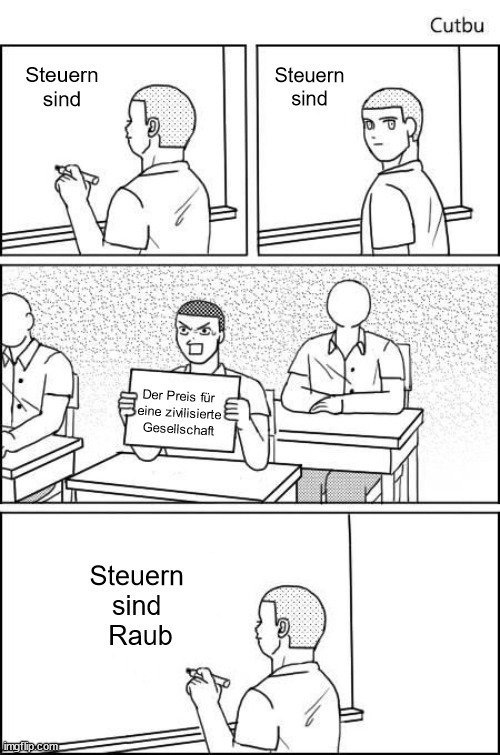 Cutbu
Steuern
sind
Steuern
sind
Der Preis für
eine zivilisierte
Gesellschaft
Steuern
sind
Raub
imgflip.com